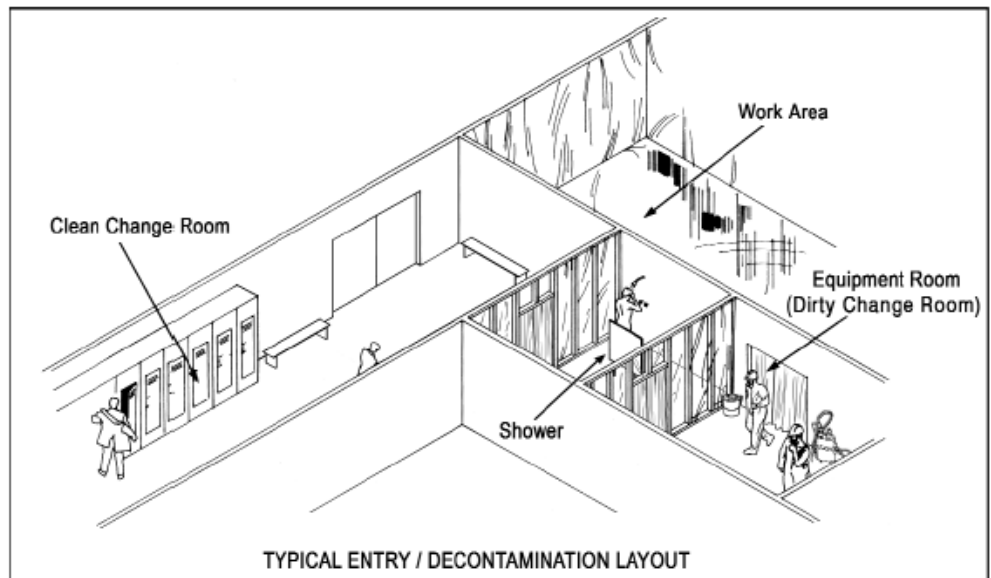 Work Area
Clean Change Room
Equipment Room
(Dirty Change Room)
Shower
TYPICAL ENTRY / DECONTAMINATION LAYOUT